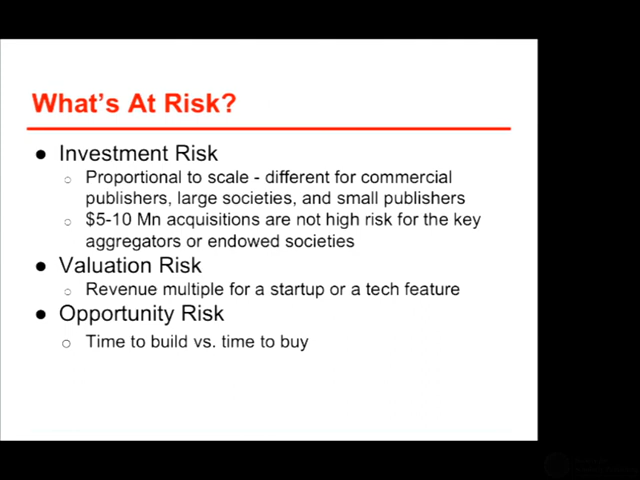 What's At Risk?
● Investment Risk
○ Proportional to scale - different for commercial
publishers, large societies, and small publishers
○ $5-10 Mn acquisitions are not high risk for the key
aggregators or endowed societies
● Valuation Risk
○ Revenue multiple for a startup or a tech feature
● Opportunity Risk
○ Time to build vs. time to buy